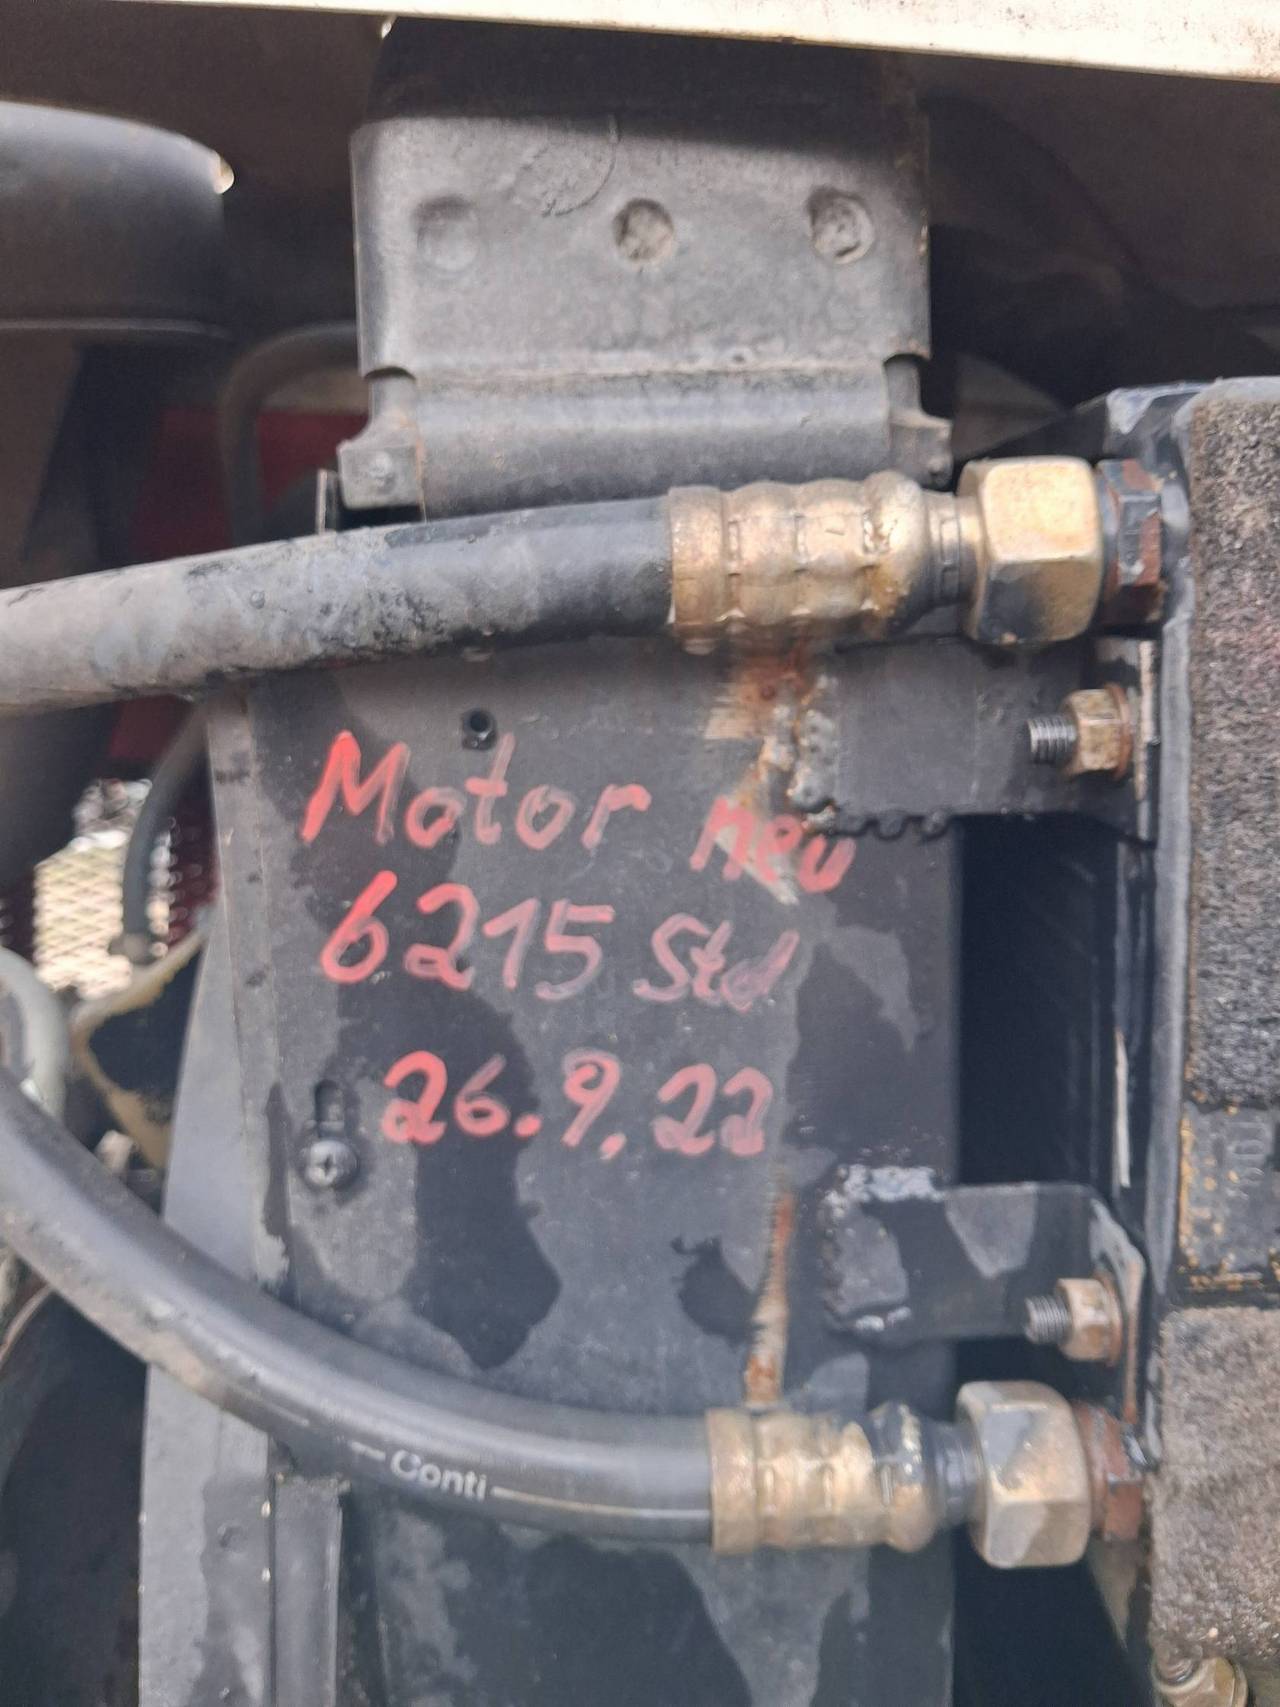 Motor neu
6215 Std
26.9.22
Conti